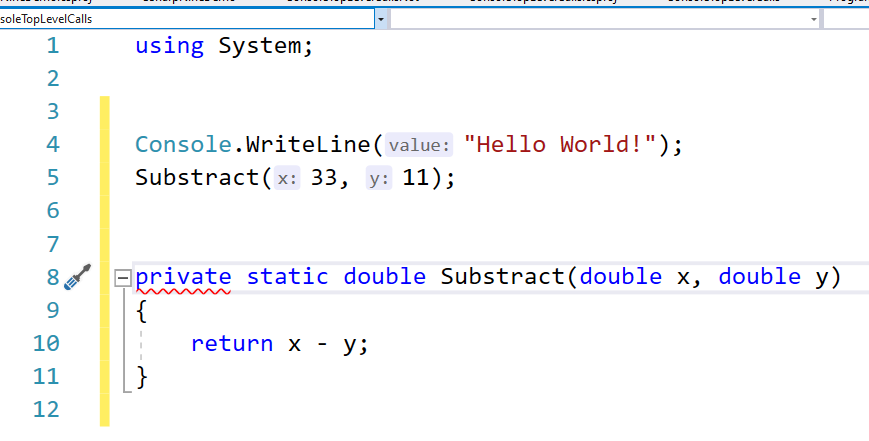 soleTopLevelCalls
1 using System;
2
3
4 Console.WriteLine(value: "Hello World!");
5 Substract(x: 33, y: 11);
6
7
8 private static double Substract(double x, double y)
9 {
10 return x - y;
11 }
12